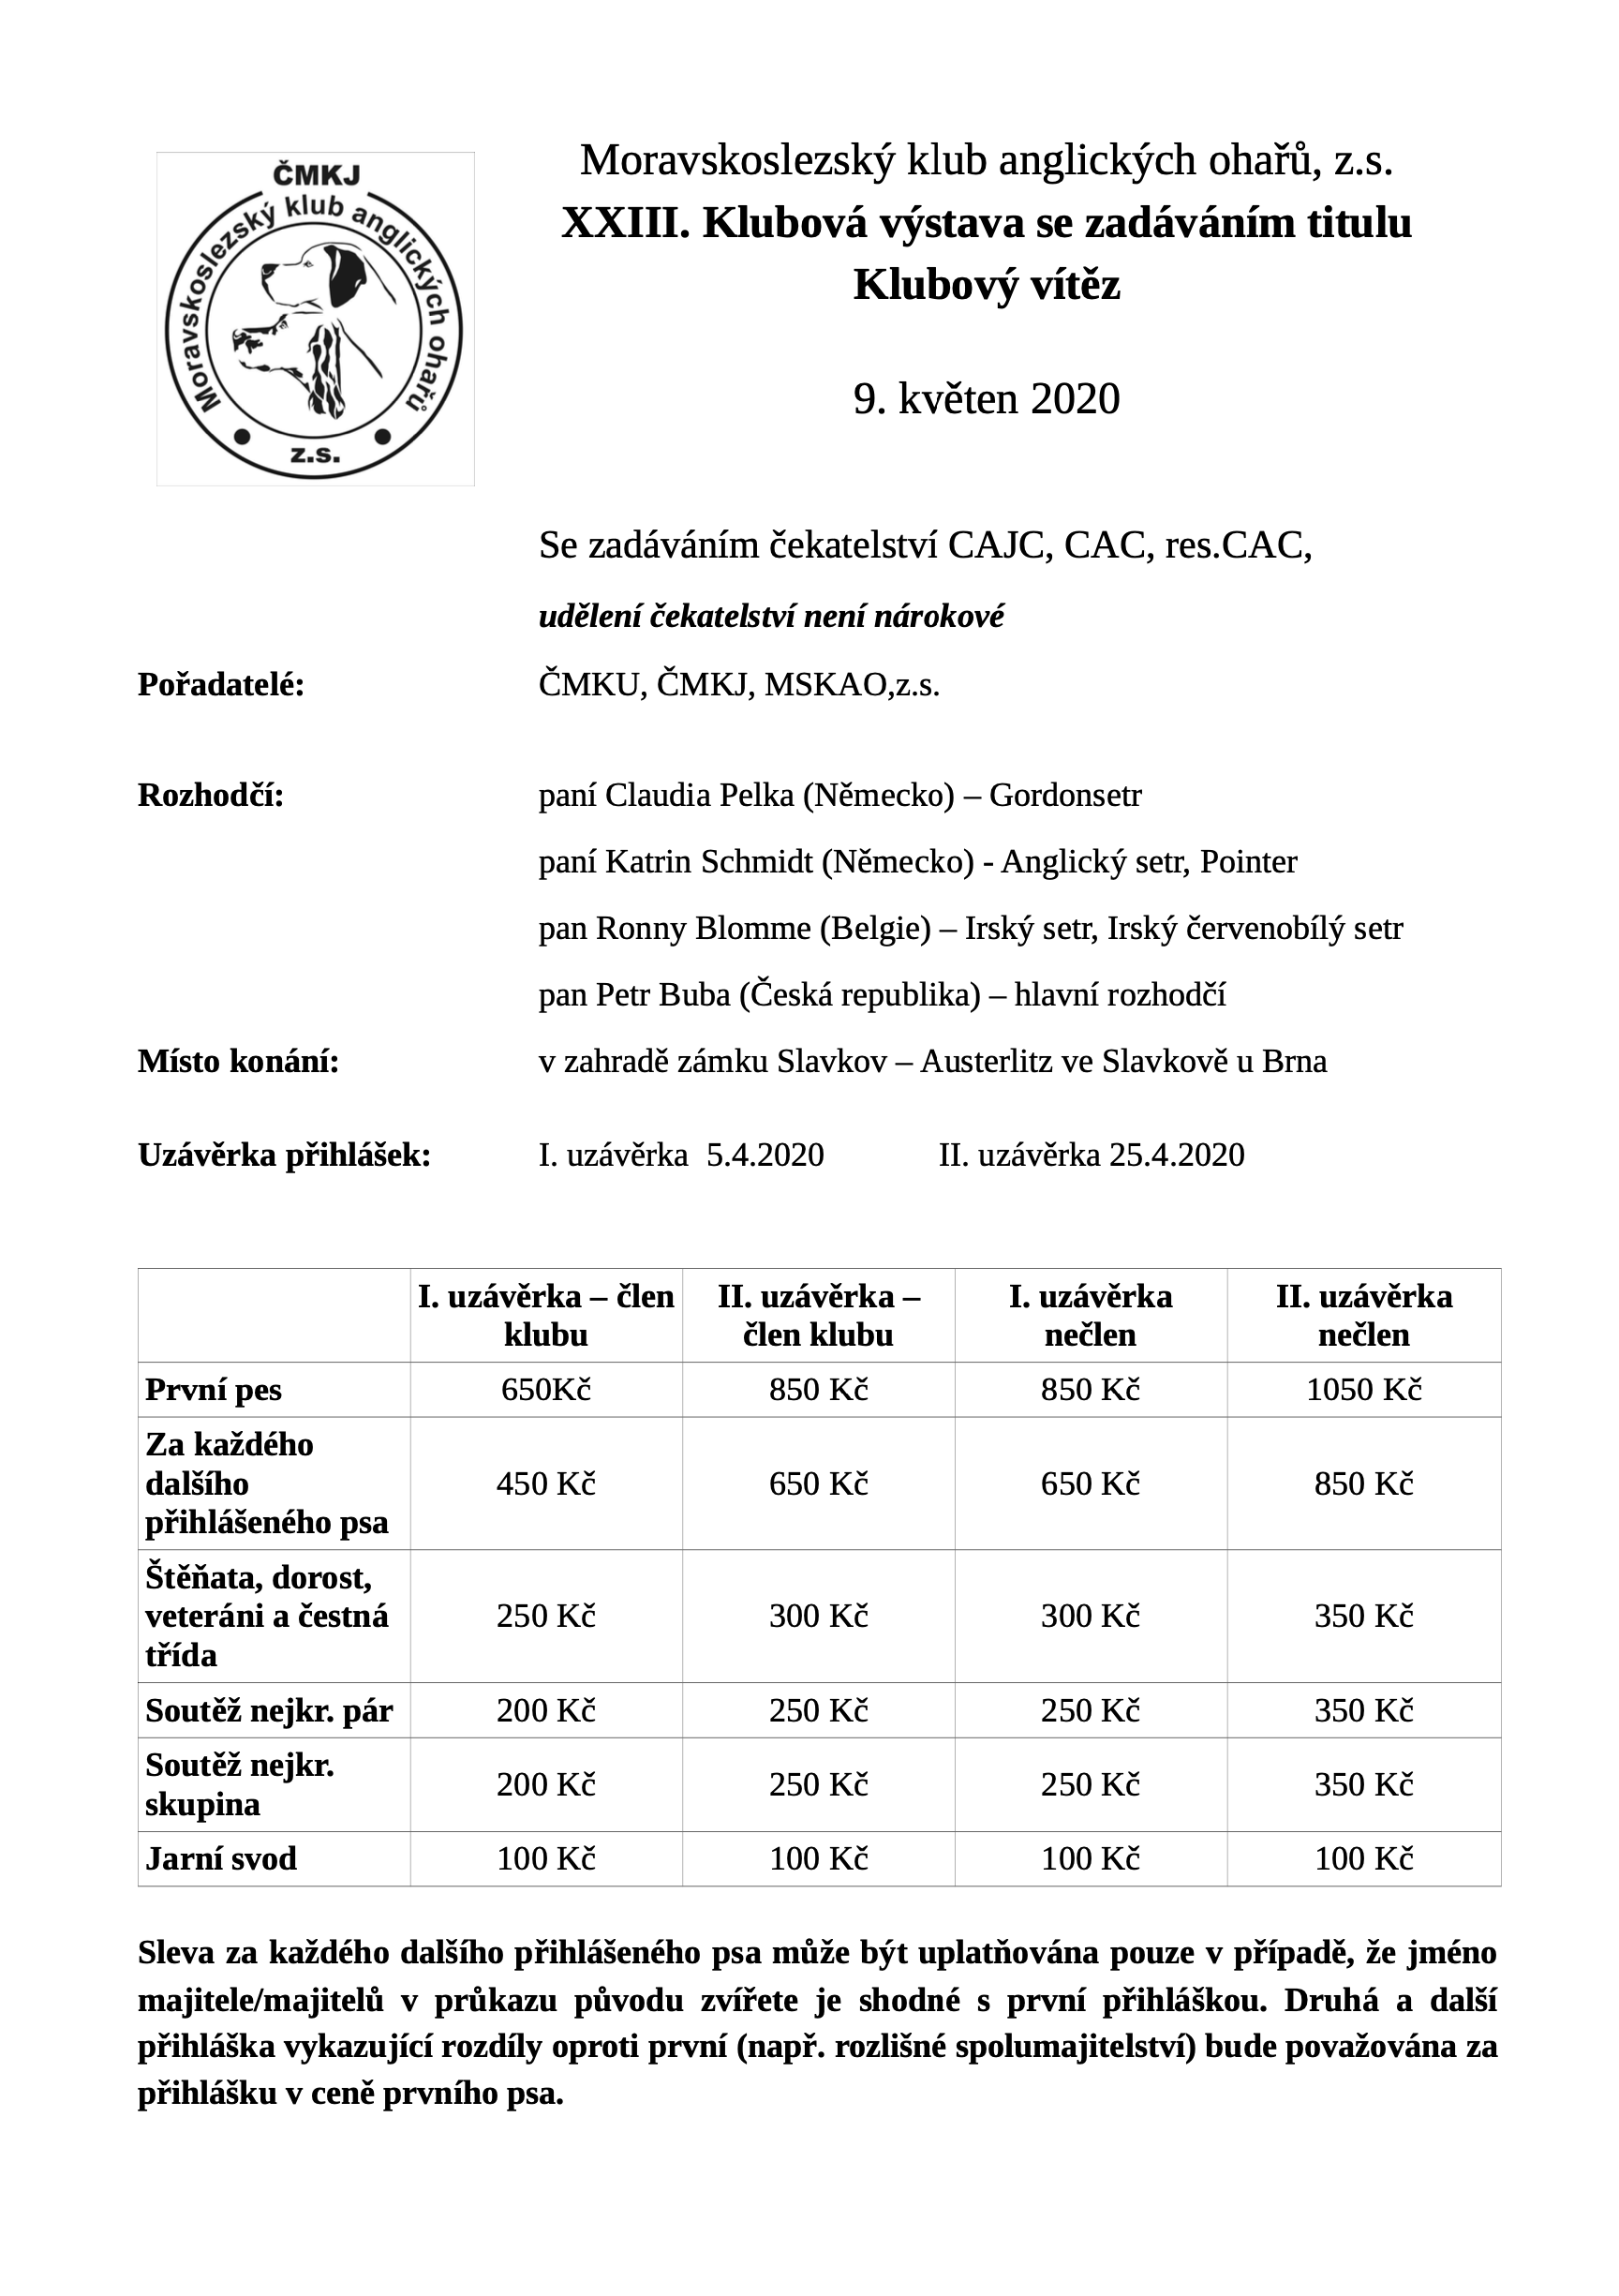 ČMKJ
Moravskoslezský klub anglických ohařů
z.s.
Moravskoslezský klub anglických ohařů, z.s.
XXIII. Klubová výstava se zadáváním titulu
Klubový vítěz
9. květen 2020
Se zadáváním čekatelství CAJC, CAC, res.CAC,
udělení čekatelství není nárokové
Pořadatelé: ČMKU, ČMKJ, MSKAO,z.s.
Rozhodčí: paní Claudia Pelka (Německo) – Gordonsetr
paní Katrin Schmidt (Německo) - Anglický setr, Pointer
pan Ronny Blomme (Belgie) – Irský setr, Irský červenobílý setr
pan Petr Buba (Česká republika) – hlavní rozhodčí
Místo konání: v zahradě zámku Slavkov – Austerlitz ve Slavkově u Brna
Uzávěrka přihlášek: I. uzávěrka 5.4.2020 II. uzávěrka 25.4.2020
I. uzávěrka – člen klubu II. uzávěrka – člen klubu I. uzávěrka nečlen II. uzávěrka nečlen
První pes 650Kč 850 Kč 850 Kč 1050 Kč
Za každého dalšího přihlášeného psa 450 Kč 650 Kč 650 Kč 850 Kč
Štěňata, dorost, veteráni a čestná třída 250 Kč 300 Kč 300 Kč 350 Kč
Soutěž nejkr. pár 200 Kč 250 Kč 250 Kč 350 Kč
Soutěž nejkr. skupina 200 Kč 250 Kč 250 Kč 350 Kč
Jarní svod 100 Kč 100 Kč 100 Kč 100 Kč
Sleva za každého dalšího přihlášeného psa může být uplatňována pouze v případě, že jméno
majitele/majitelů v průkazu původu zvířete je shodné s první přihláškou. Druhá a další
přihláška vykazující rozdíly oproti první (např. rozlišné spolumajitelství) bude považována za
přihlášku v ceně prvního psa.